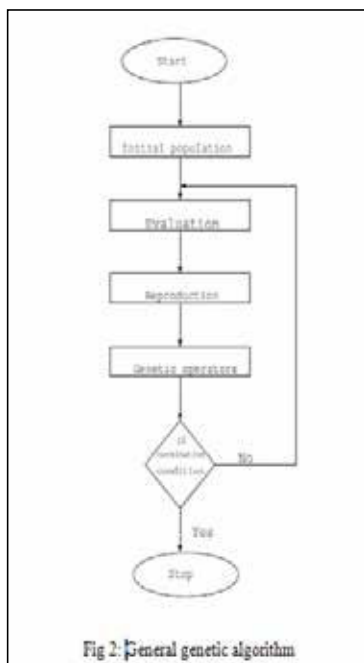 Start
Initial population
Evaluation
Reproduction
Genetic operators
if
termination
condition
No
Yes
Stop
Fig 2: General genetic algorithm